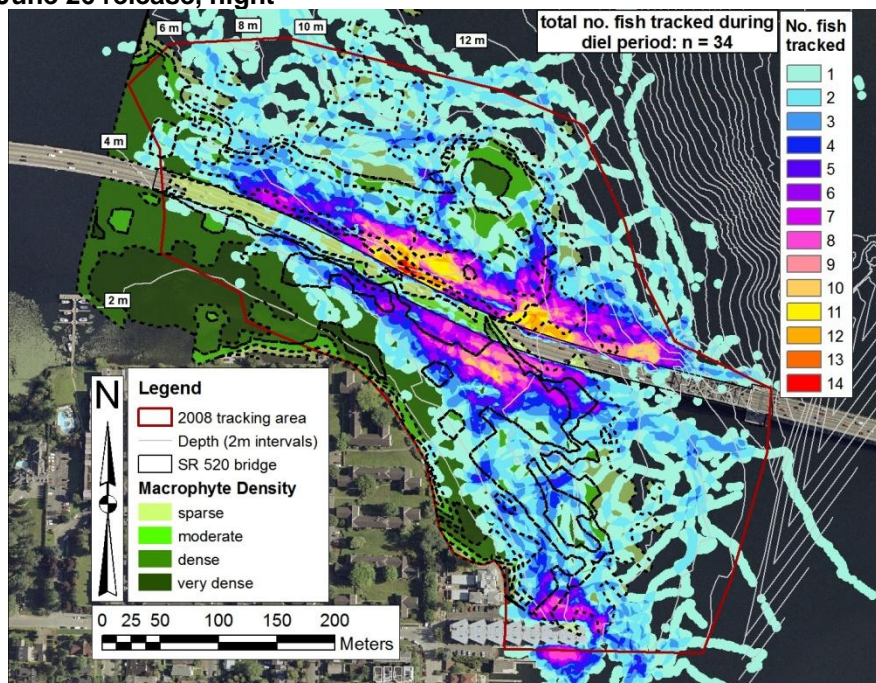 June release, night
6 m
8 m
10 m
12 m
total no. fish tracked during
diel period: n = 34
No. fish
tracked
1
2
3
4
5
6
7
8
9
10
11
12
13
14
4 m
2 m
N
Legend
2008 tracking area
Depth (2m intervals)
SR 520 bridge
Macrophyte Density
sparse
moderate
dense
very dense
0 25 50 100 150 200
Meters